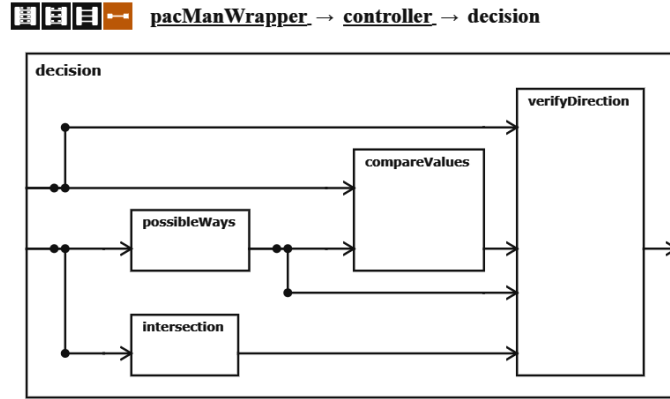 pacManWrapper → controller → decision
decision
verifyDirection
compareValues
possibleWays
intersection